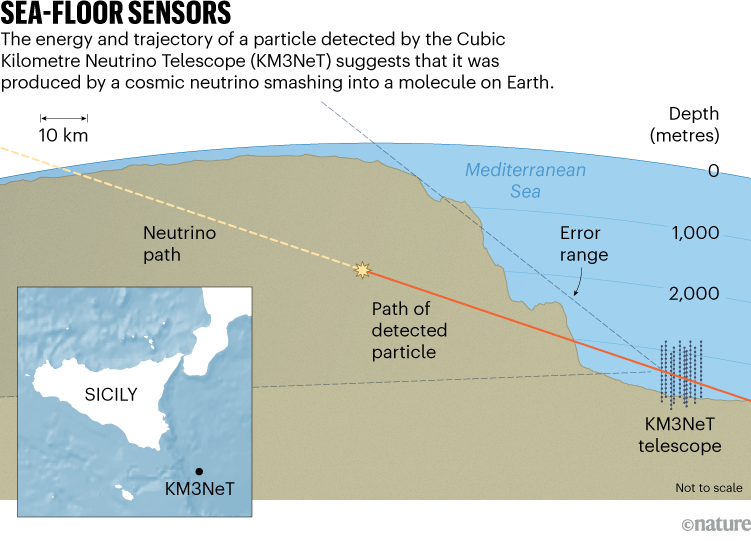 SEA-FLOOR SENSORS
The energy and trajectory of a particle detected by the Cubic
Kilometre Neutrino Telescope (KM3NeT) suggests that it was
produced by a cosmic neutrino smashing into a molecule on Earth.
10 km
Depth
(metres)
Mediterranean
Sea
0
Neutrino
path
Error
range
1,000
2,000
Path of
detected
particle
SICILY
KM3NeT
KM3NeT
telescope
Not to scale
©nature